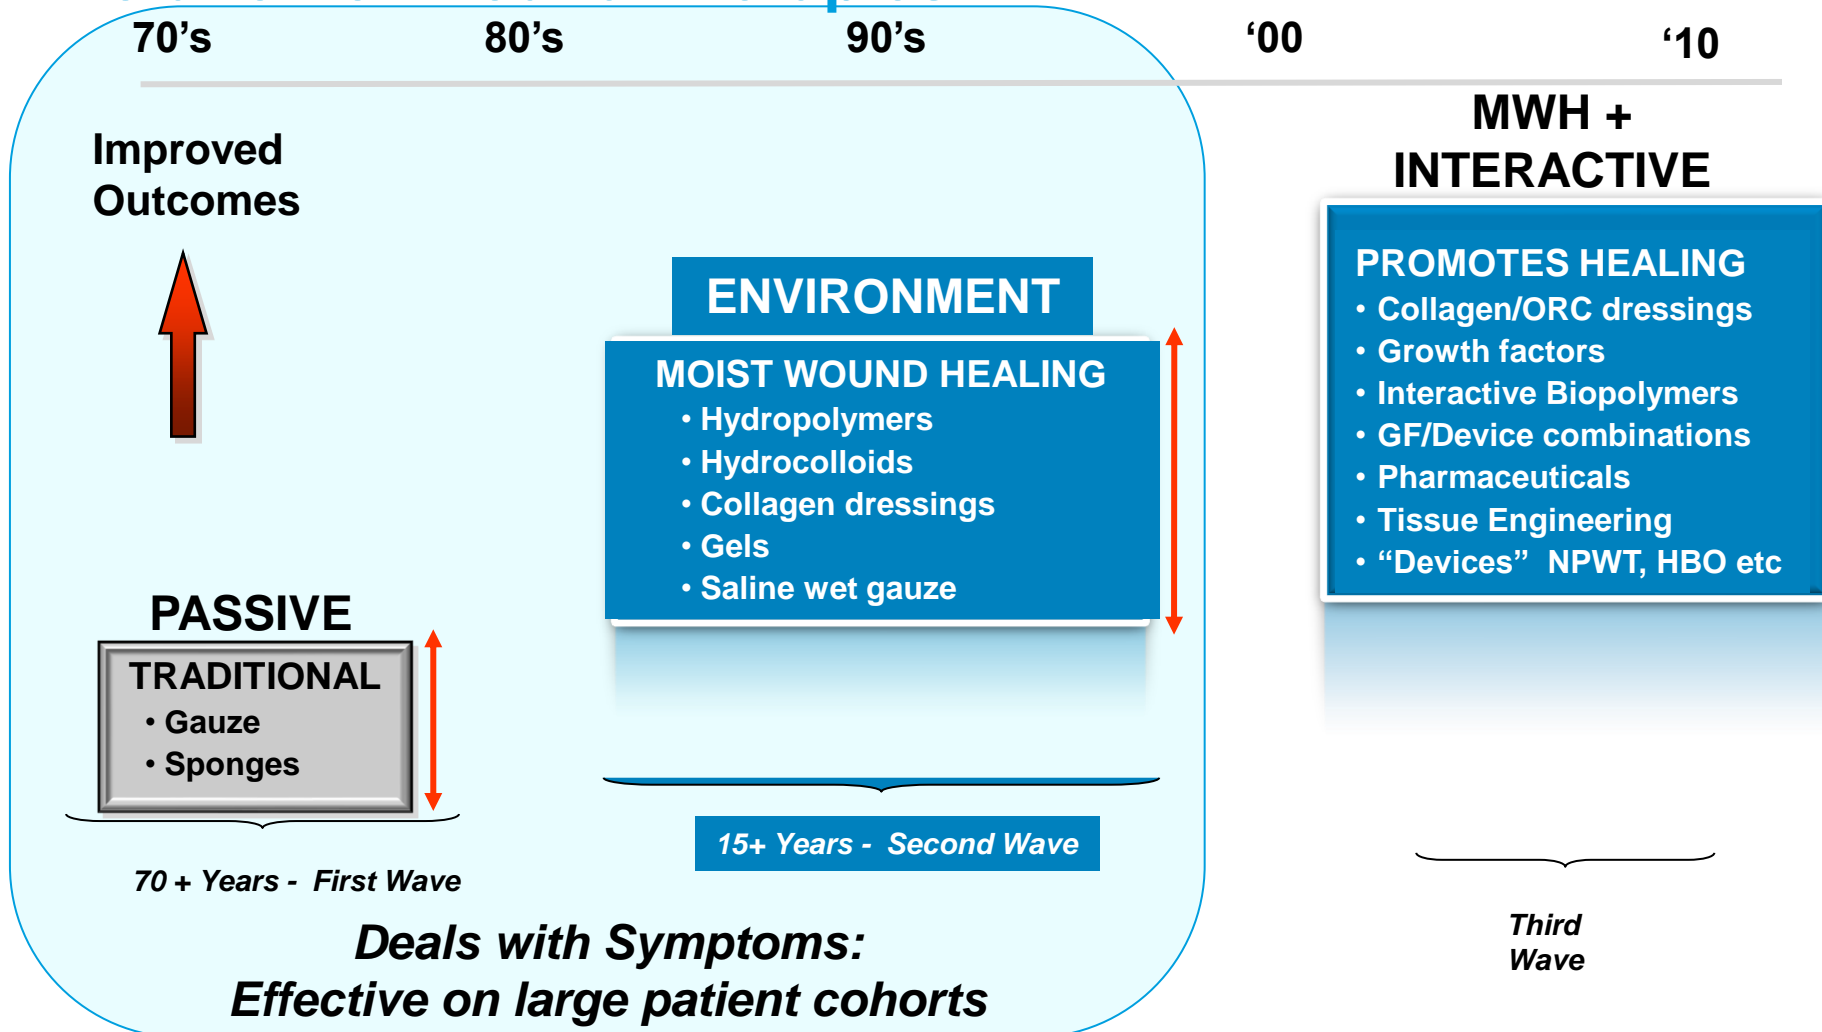 70's
80's
90's
‘00
‘10
Improved
Outcomes
PASSIVE
TRADITIONAL
• Gauze
• Sponges
70 + Years - First Wave
ENVIRONMENT
MOIST WOUND HEALING
• Hydropolymers
• Hydrocolloids
• Collagen dressings
• Gels
• Saline wet gauze
15+ Years - Second Wave
Deals with Symptoms:
Effective on large patient cohorts
MWH +
INTERACTIVE
PROMOTES HEALING
• Collagen/ORC dressings
• Growth factors
• Interactive Biopolymers
• GF/Device combinations
• Pharmaceuticals
• Tissue Engineering
• “Devices” NPWT, HBO etc
Third
Wave